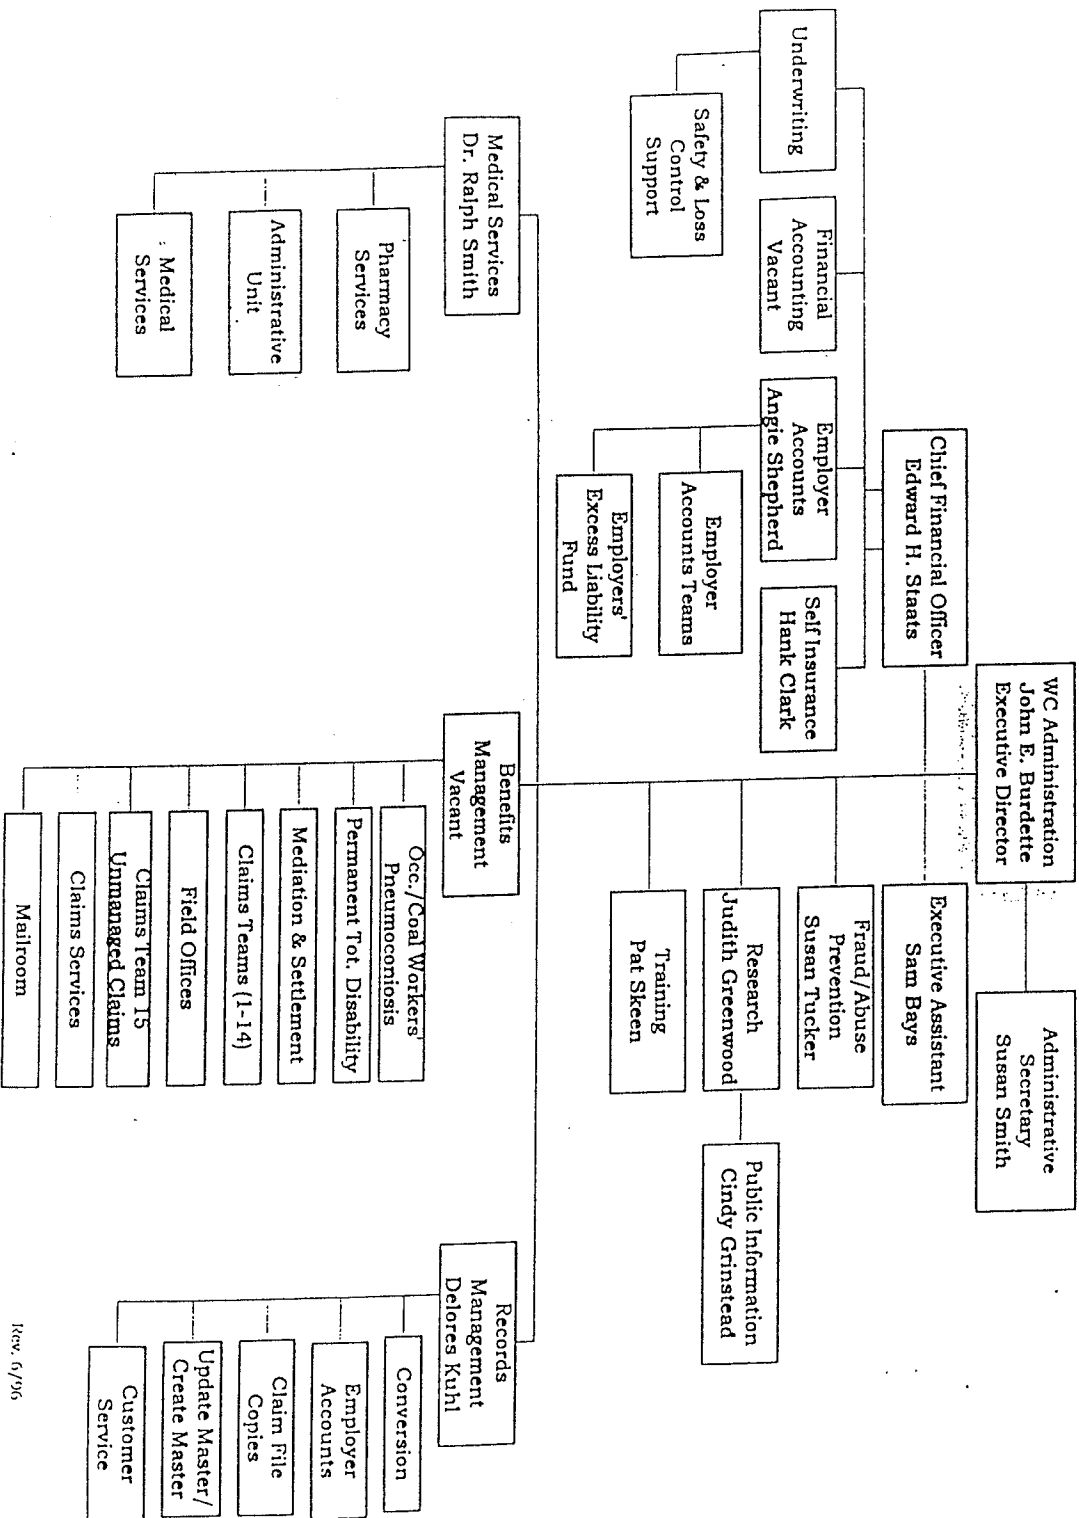 WC Administration
John E. Burdette
Executive Director
Administrative
Secretary
Susan Smith
Chief Financial Officer
Edward H. Staats
Executive Assistant
Sam Bays
Underwriting
Financial
Accounting
Vacant
Employer
Accounts
Angie Shepherd
Self Insurance
Hank Clark
Fraud/Abuse
Prevention
Susan Tucker
Safety & Loss
Control
Support
Employer
Accounts Teams
Employers'
Excess Liability
Fund
Research
Judith Greenwood
Public Information
Cindy Grinstead
Training
Pat Skeen
Medical Services
Dr. Ralph Smith
Pharmacy
Services
Administrative
Unit
Medical
Services
Benefits
Management
Vacant
Occ./Coal Workers'
Pneumoconiosis
Permanent Tot. Disability
Mediation & Settlement
Claims Teams (1-14)
Field Offices
Claims Team 15
Unmanaged Claims
Claims Services
Mailroom
Records
Management
Delores Kuhl
Conversion
Employer
Accounts
Claim File
Copies
Update Master/
Create Master
Customer
Service
Rev. 6/96